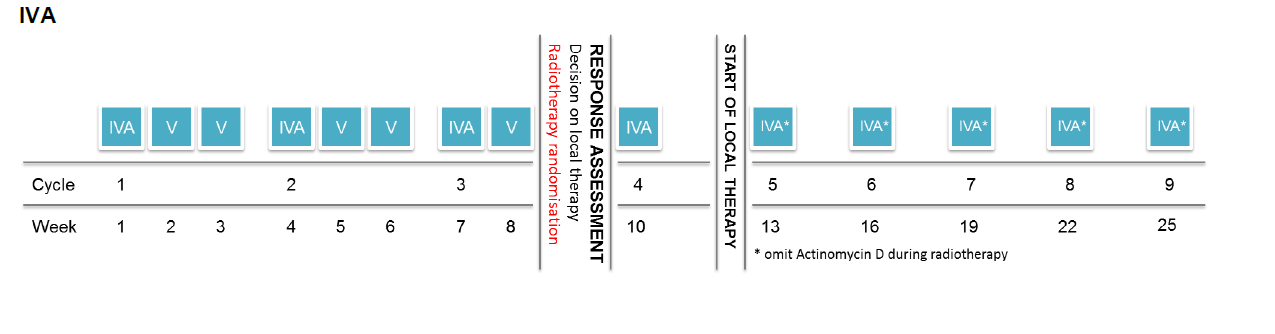 IVA
IVA V V IVA V V IVA V
Radiotherapy randomisation
Decision on local therapy
RESPONSE ASSESSMENT
IVA
START OF LOCAL THERAPY
IVA* IVA* IVA* IVA* IVA*
Cycle 1 2 3 4 5 6 7 8 9
Week 1 2 3 4 5 6 7 8 10 13 16 19 22 25
* omit Actinomycin D during radiotherapy